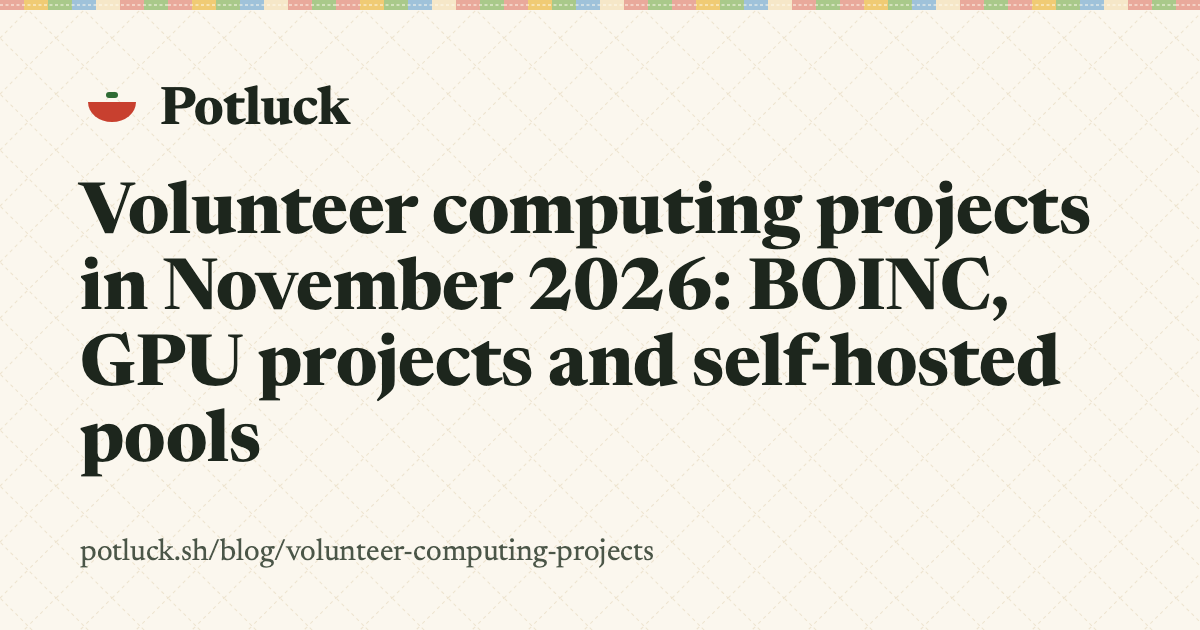 Potluck
Volunteer computing projects
in November 2026: BOINC,
GPU projects and self-hosted
pools
potluck.sh/blog/volunteer-computing-projects